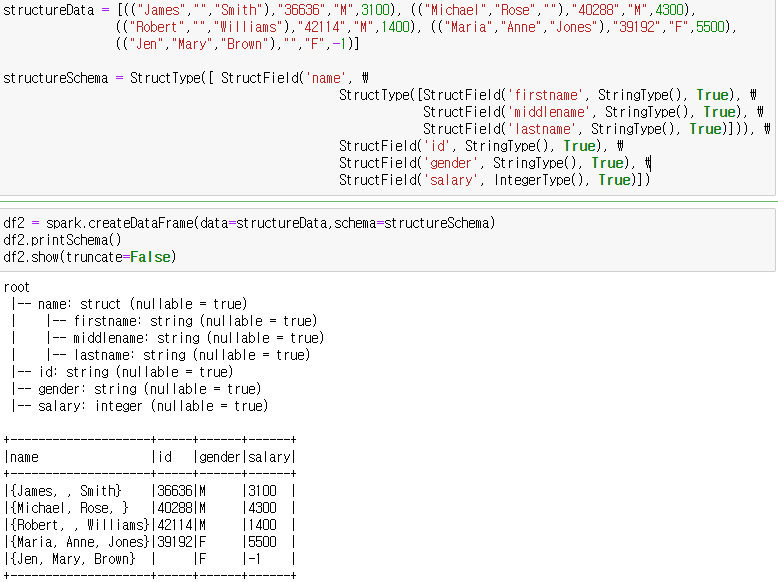 structureData = [(("James","","Smith"),"36636","M",3100), (("Michael","Rose",""),"40288","M",4300),
(("Robert","","Williams"),"42114","M",1400), (("Maria","Anne","Jones"),"39192","F",5500),
(("Jen","Mary","Brown"),"","F",-1)]
structureSchema = StructType([ StructField('name', ₩
StructType([StructField('firstname', StringType(), True), ₩
StructField('middlename', StringType(), True), ₩
StructField('lastname', StringType(), True)])), ₩
StructField('id', StringType(), True), ₩
StructField('gender', StringType(), True), ₩
StructField('salary', IntegerType(), True)])
df2 = spark.createDataFrame(data=structureData,schema=structureSchema)
df2.printSchema()
df2.show(truncate=False)
root
 |-- name: struct (nullable = true)
 |    |-- firstname: string (nullable = true)
 |    |-- middlename: string (nullable = true)
 |    |-- lastname: string (nullable = true)
 |-- id: string (nullable = true)
 |-- gender: string (nullable = true)
 |-- salary: integer (nullable = true)
+--------------------+-----+------+------+
|name                |id   |gender|salary|
+--------------------+-----+------+------+
|{James, , Smith}    |36636|M     |3100  |
|{Michael, Rose, }   |40288|M     |4300  |
|{Robert, , Williams}|42114|M     |1400  |
|{Maria, Anne, Jones}|39192|F     |5500  |
|{Jen, Mary, Brown}  |     |F     |-1    |
+--------------------+-----+------+------+